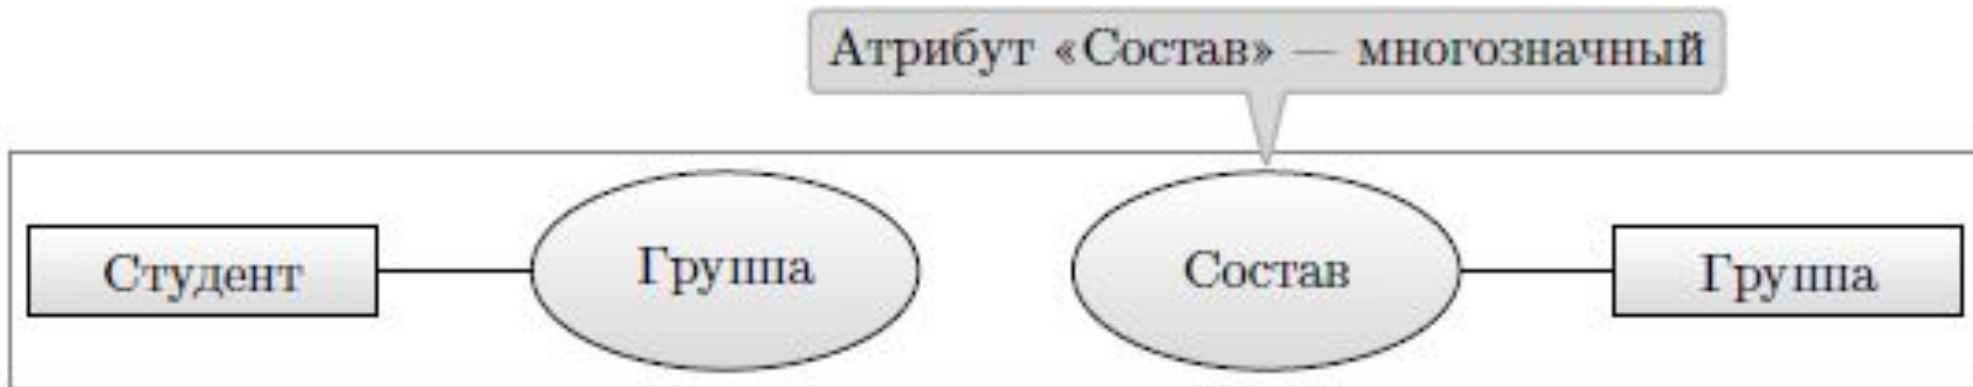 Атрибут «Состав» — многозначный
Студент
Группа
Состав
Группа